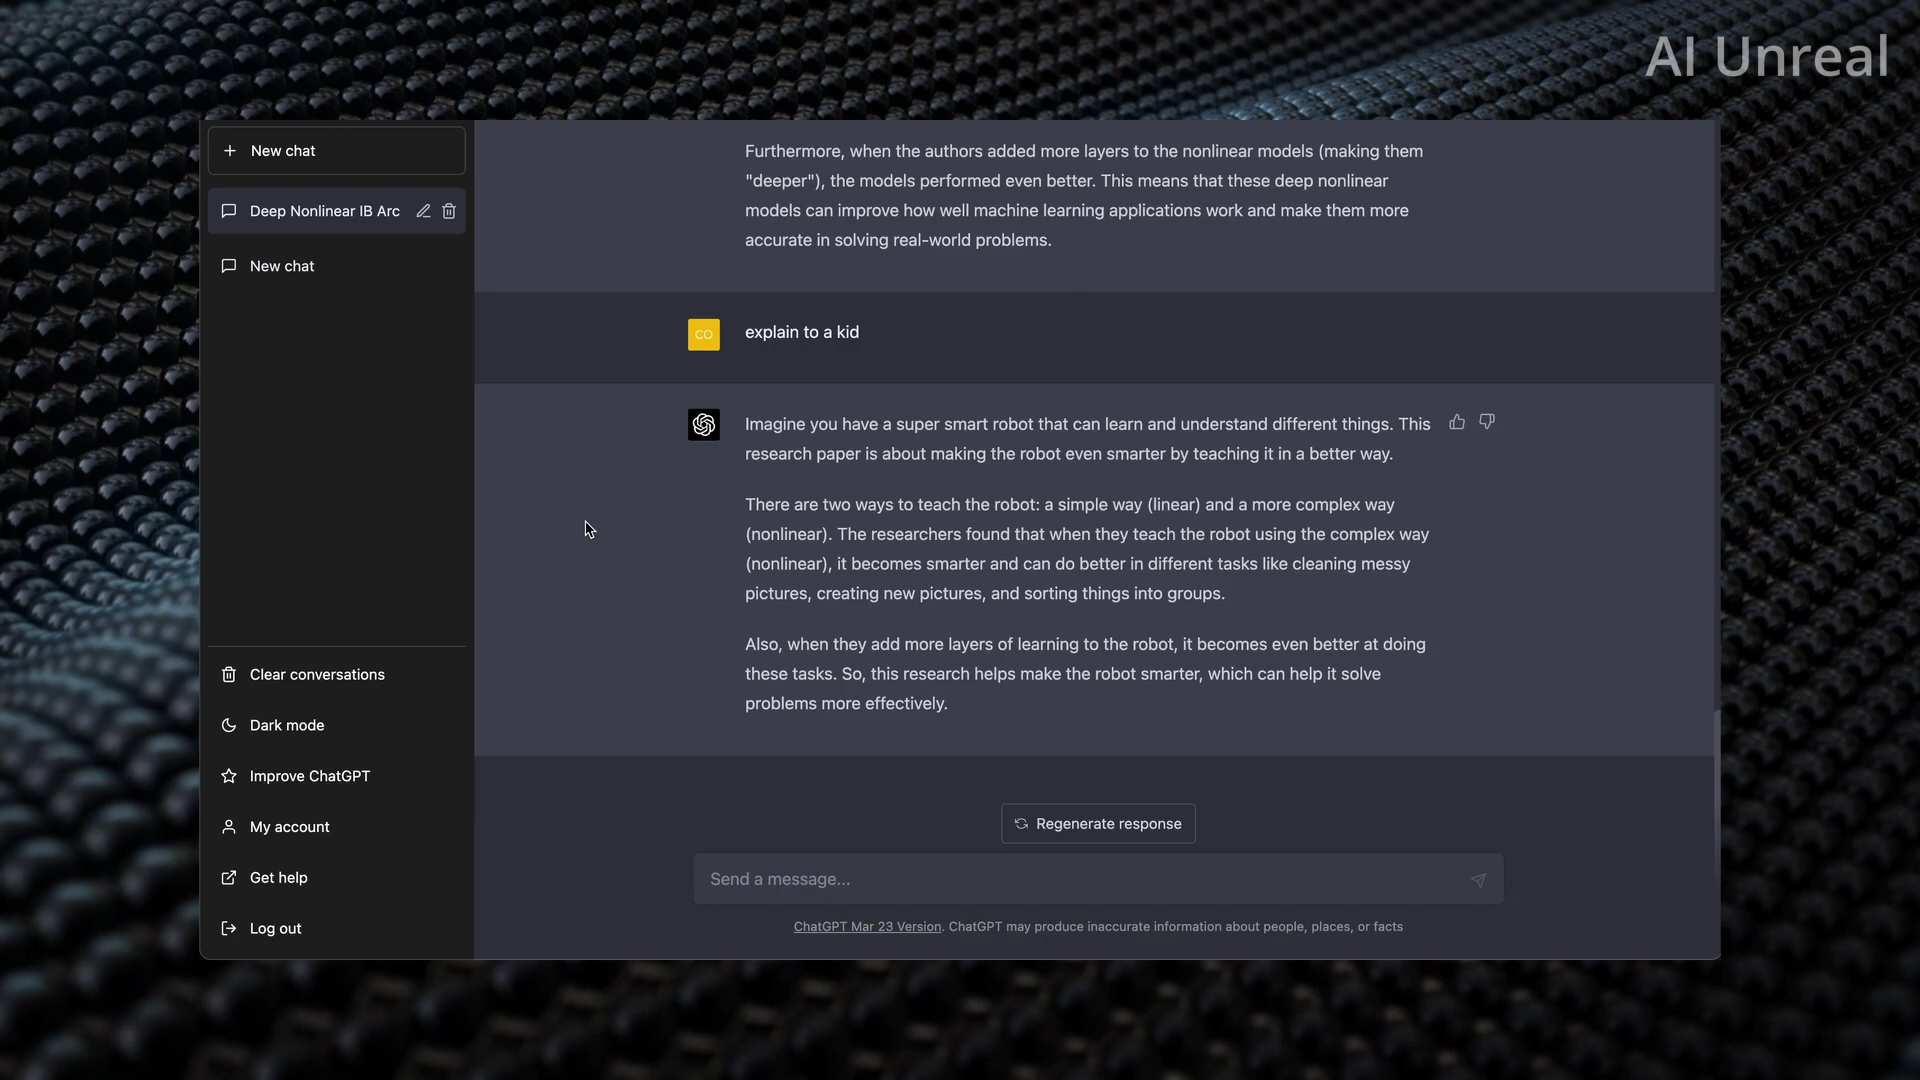 AI Unreal
New chat
Deep Nonlinear IB Arc
New chat
Clear conversations
Dark mode
Improve ChatGPT
My account
Get help
Log out
Furthermore, when the authors added more layers to the nonlinear models (making them
"deeper"), the models performed even better. This means that these deep nonlinear
models can improve how well machine learning applications work and make them more
accurate in solving real-world problems.
CO
explain to a kid
Imagine you have a super smart robot that can learn and understand different things. This
research paper is about making the robot even smarter by teaching it in a better way.
There are two ways to teach the robot: a simple way (linear) and a more complex way
(nonlinear). The researchers found that when they teach the robot using the complex way
(nonlinear), it becomes smarter and can do better in different tasks like cleaning messy
pictures, creating new pictures, and sorting things into groups.
Also, when they add more layers of learning to the robot, it becomes even better at doing
these tasks. So, this research helps make the robot smarter, which can help it solve
problems more effectively.
Regenerate response
Send a message...
ChatGPT Mar 23 Version. ChatGPT may produce inaccurate information about people, places, or facts